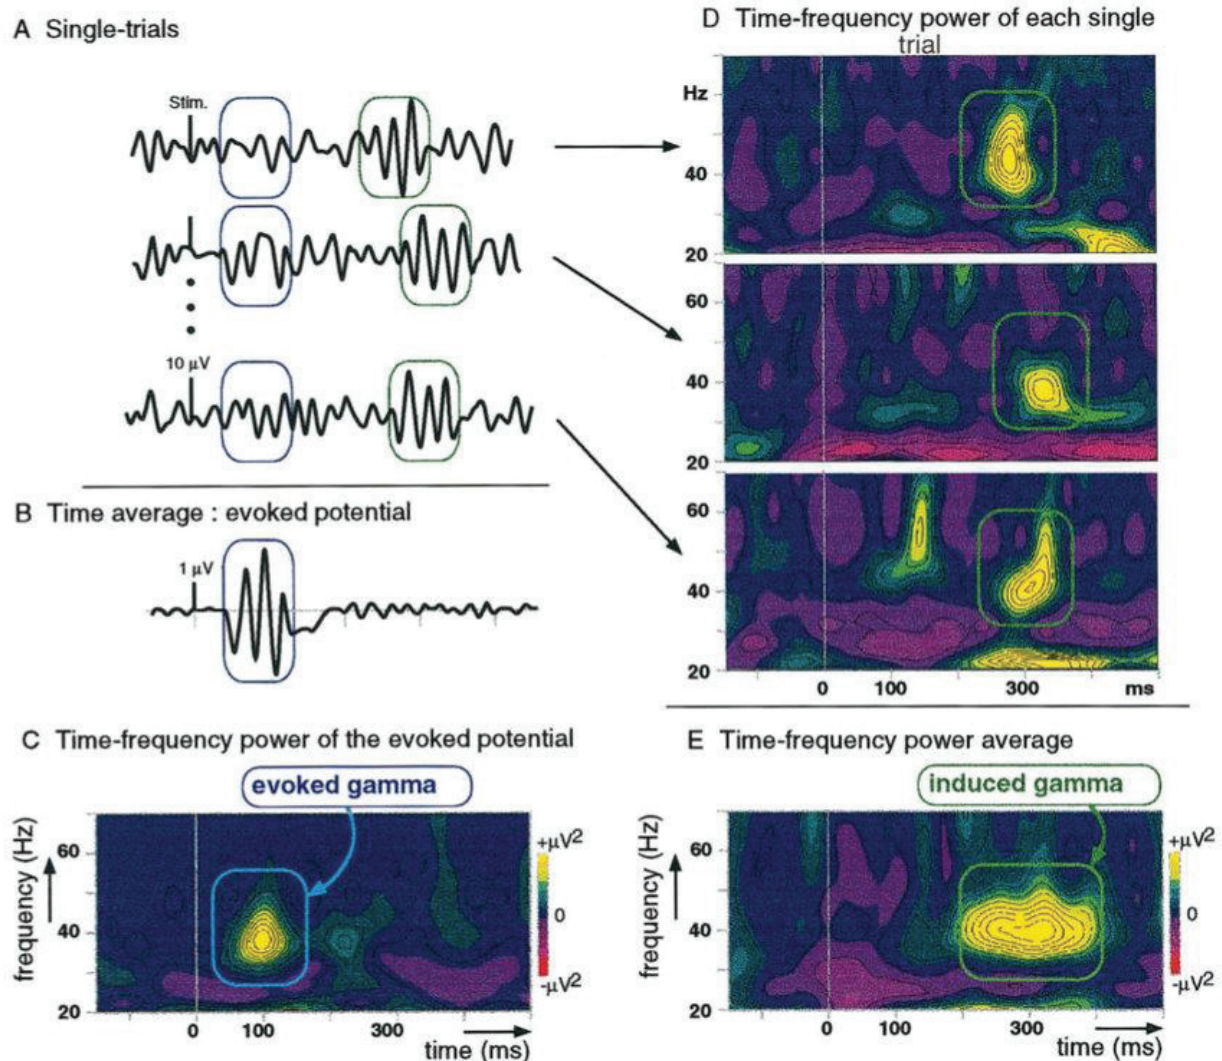 A Single-trials
Stim.
10 μV
B Time average : evoked potential
1 μV
C Time-frequency power of the evoked potential
evoked gamma
frequency (Hz)
60
40
20
0 100 300
time (ms)
+μV2
0
-μV2
D Time-frequency power of each single
trial
Hz
40
20
60
40
20
60
40
20
0 100 300 ms
E Time-frequency power average
induced gamma
frequency (Hz)
60
40
20
0 100 300
time (ms)
+μV2
0
-μV2